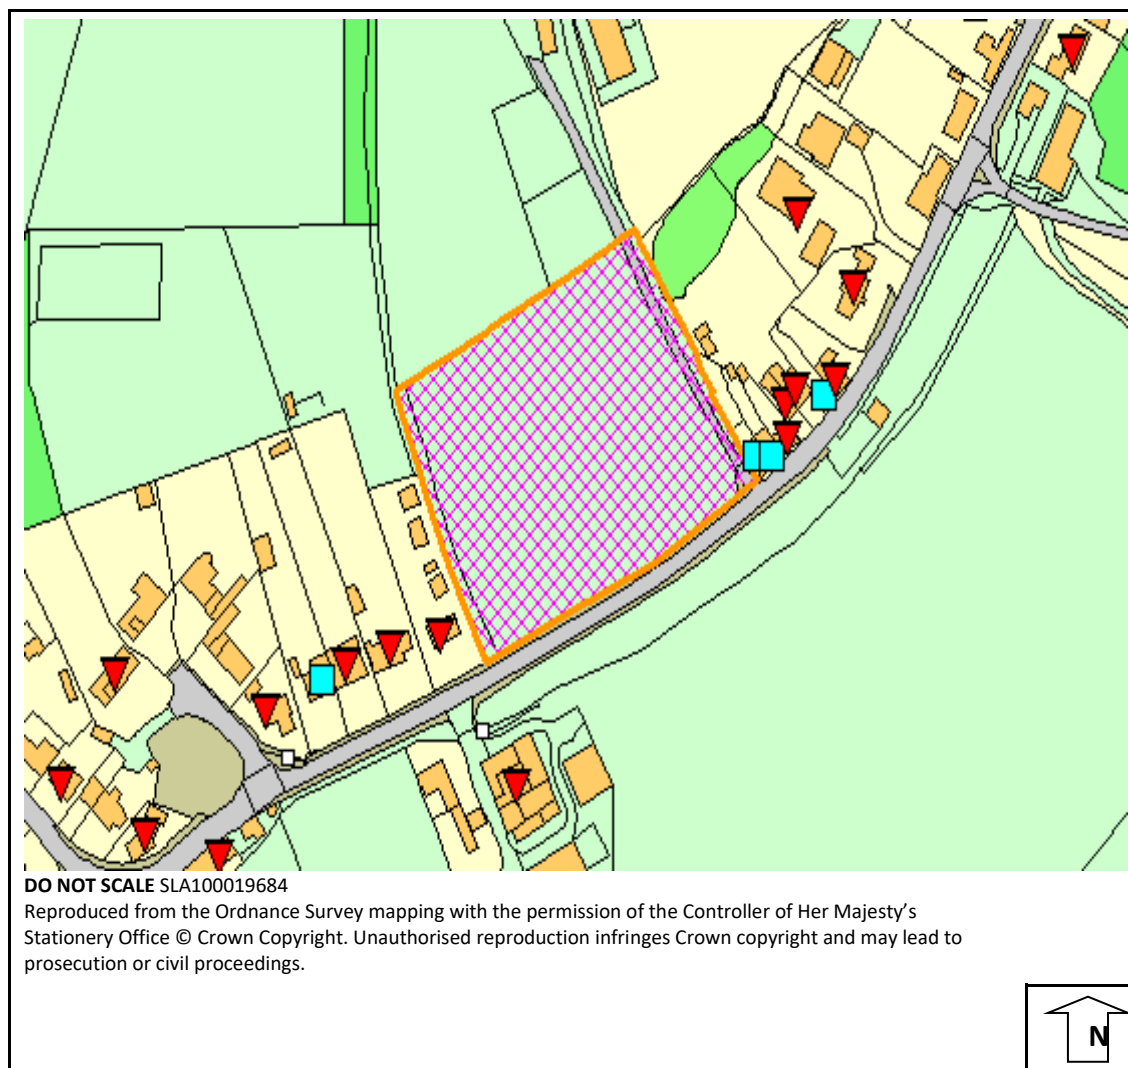 DO NOT SCALE SLA100019684
Reproduced from the Ordnance Survey mapping with the permission of the Controller of Her Majesty’s
Stationery Office © Crown Copyright. Unauthorised reproduction infringes Crown copyright and may lead to
prosecution or civil proceedings.
N